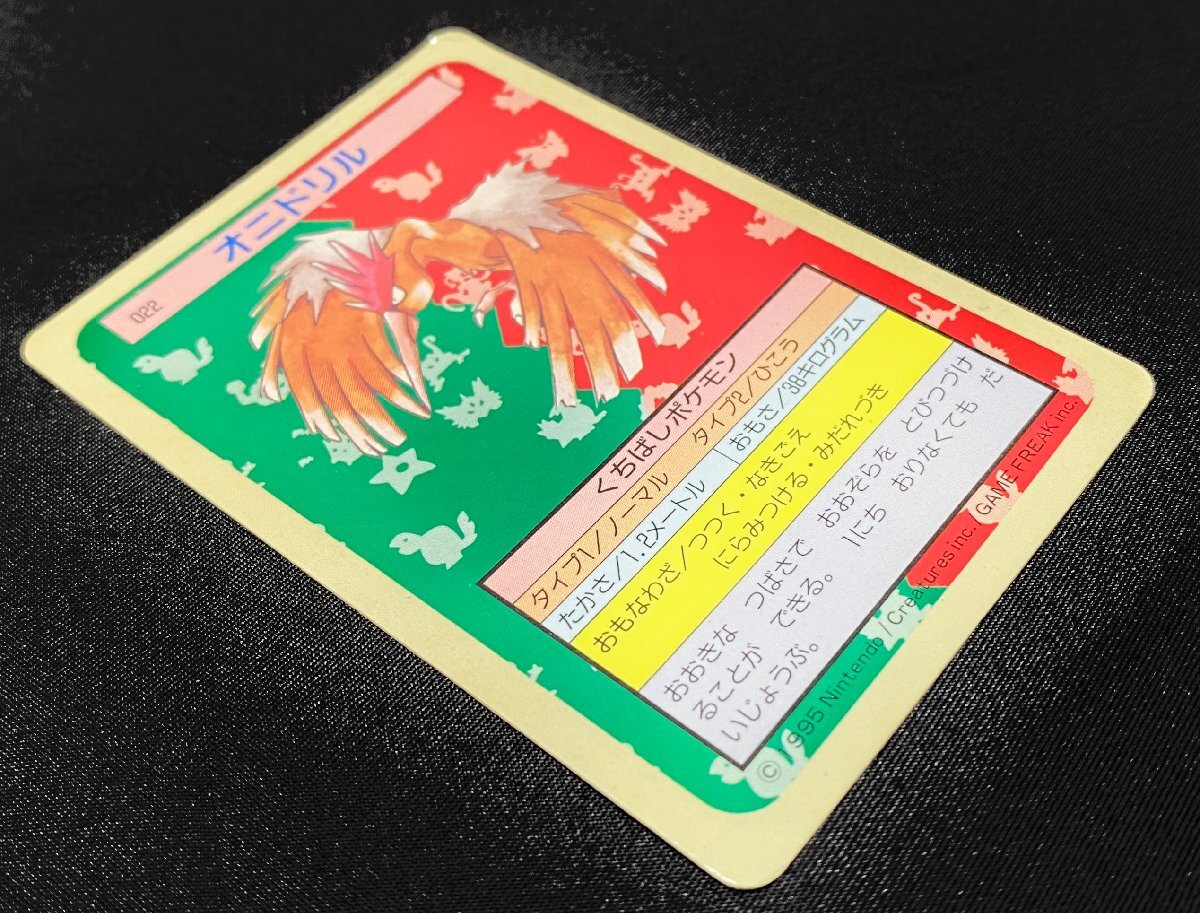 022 オニドリル
くちばしポケモン
タイプ1/ノーマル タイプ2/ひこう
たかさ/1.2メートル おもさ/38キログラム
おもなわざ/つつく・なきごえ
にらみつける・みだれづき
おおきな つばさで おおぞらを とびつづけ
ることが できる。 1にち おりなくても だ
いじょうぶ。
© 1995 Nintendo/Creatures inc./GAME FREAK inc.